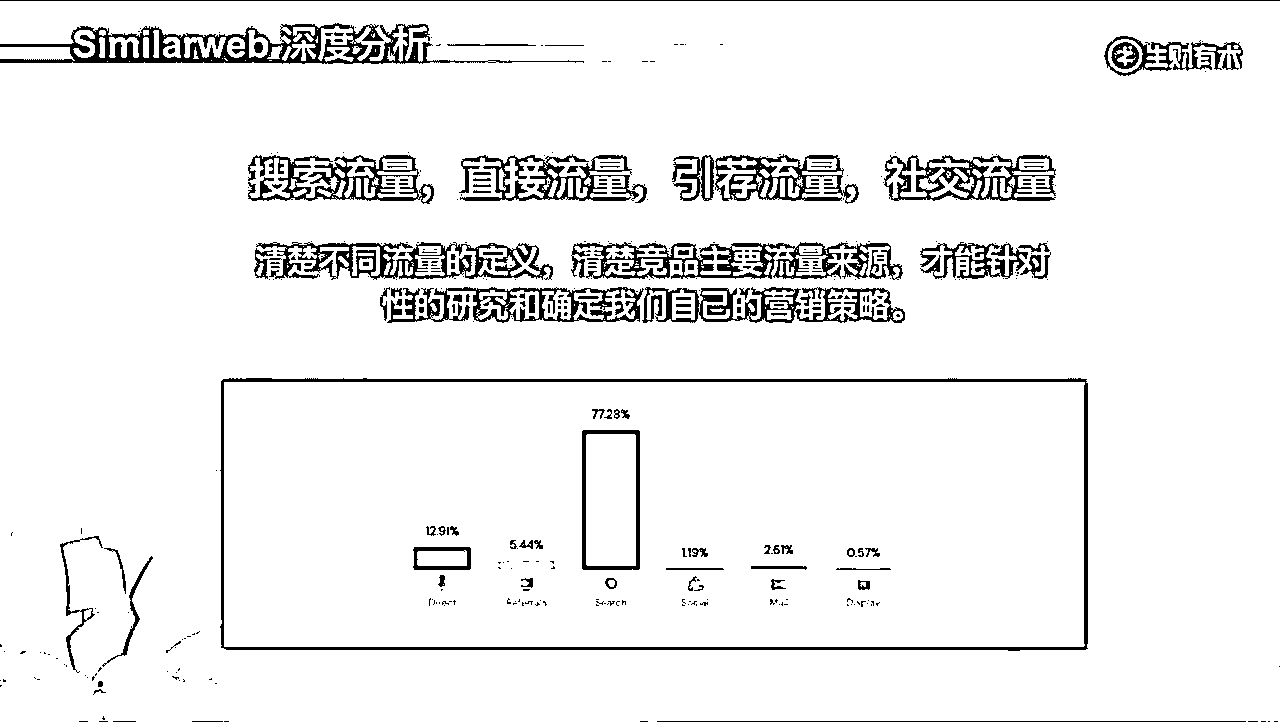 Similarweb 深度分析
生财有术
搜索流量，直接流量，引荐流量，社交流量
清楚不同流量的定义，清楚竞品主要流量来源，才能针对
性的研究和确定我们自己的营销策略。
77.28%
12.91%
5.44%
1.19%
2.61%
0.57%
Direct
Referrals
Search
Social
Mail
Display